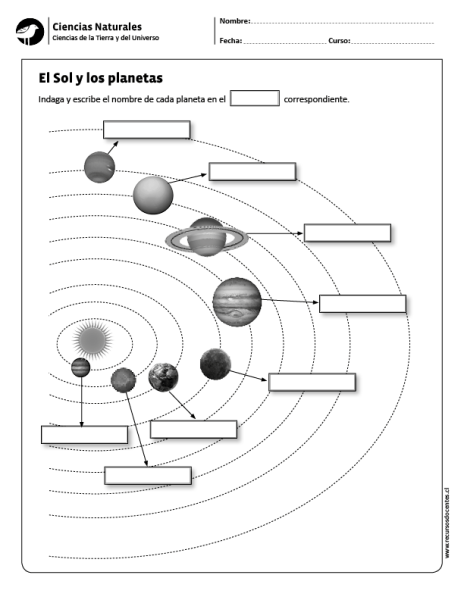 Ciencias Naturales
Ciencias de la Tierra y del Universo
Nombre:
Fecha: Curso:
El Sol y los planetas
Indaga y escribe el nombre de cada planeta en el correspondiente.
www.recursosdocentes.cl